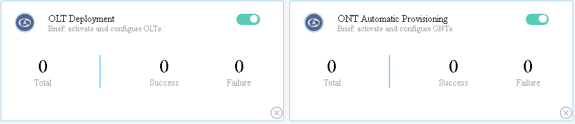 OLT Deployment
Brief: activate and configure OLTs.
0 0 0
Total Success Failure
ONT Automatic Provisioning
Brief: activate and configure ONTs.
0 0 0
Total Success Failure